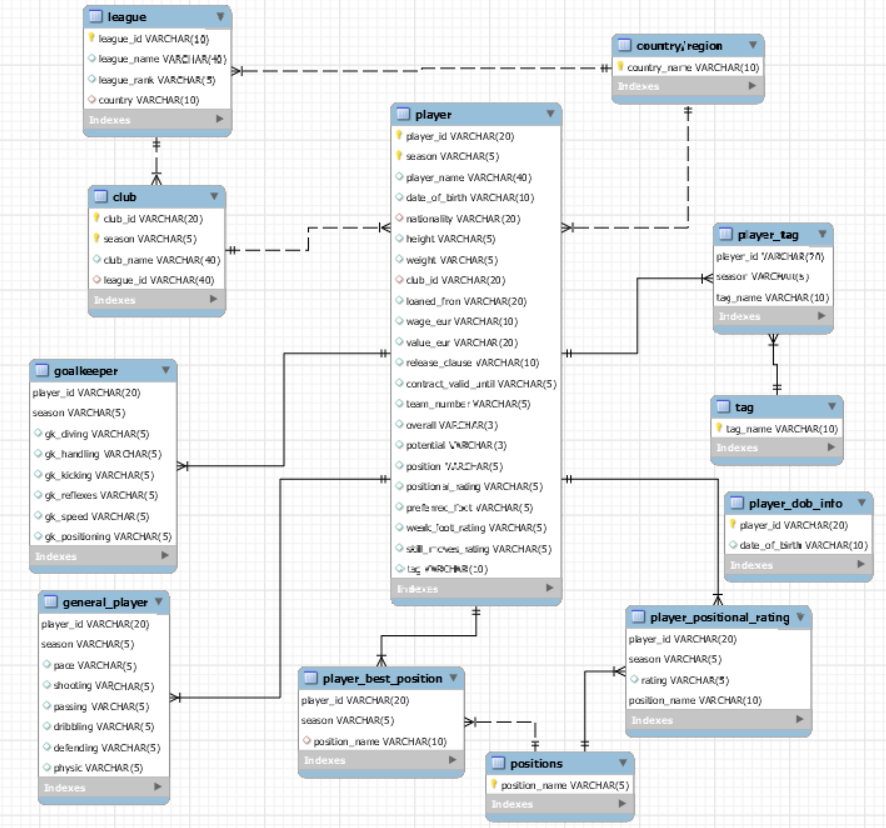 league
league_id VARCHAR(10)
league_name VARCHAR(40)
league_rank VARCHAR(5)
country VARCHAR(10)
Indexes
country/region
country_name VARCHAR(10)
Indexes
club
club_id VARCHAR(20)
season VARCHAR(5)
club_name VARCHAR(40)
league_id VARCHAR(40)
Indexes
player
player_id VARCHAR(20)
season VARCHAR(5)
player_name VARCHAR(40)
date_of_birth VARCHAR(10)
nationality VARCHAR(20)
height VARCHAR(5)
weight VARCHAR(5)
club_id VARCHAR(20)
loaned_from VARCHAR(20)
wage_eur VARCHAR(10)
value_eur VARCHAR(20)
release_clause VARCHAR(10)
contract_valid_until VARCHAR(5)
team_number VARCHAR(5)
overall VARCHAR(3)
potential VARCHAR(3)
position VARCHAR(5)
positional_rating VARCHAR(5)
preferred_foot VARCHAR(5)
weak_foot_rating VARCHAR(5)
skill_moves_rating VARCHAR(5)
tag VARCHAR(10)
Indexes
player_tag
player_id VARCHAR(20)
season VARCHAR(5)
tag_name VARCHAR(10)
Indexes
goalkeeper
player_id VARCHAR(20)
season VARCHAR(5)
gk_diving VARCHAR(5)
gk_handling VARCHAR(5)
gk_kicking VARCHAR(5)
gk_reflexes VARCHAR(5)
gk_speed VARCHAR(5)
gk_positioning VARCHAR(5)
Indexes
tag
tag_name VARCHAR(10)
Indexes
player_dob_info
player_id VARCHAR(20)
date_of_birth VARCHAR(10)
Indexes
general_player
player_id VARCHAR(20)
season VARCHAR(5)
pace VARCHAR(5)
shooting VARCHAR(5)
passing VARCHAR(5)
dribbling VARCHAR(5)
defending VARCHAR(5)
physic VARCHAR(5)
Indexes
player_positional_rating
player_id VARCHAR(20)
season VARCHAR(5)
rating VARCHAR(5)
position_name VARCHAR(10)
Indexes
player_best_position
player_id VARCHAR(20)
season VARCHAR(5)
position_name VARCHAR(10)
Indexes
positions
position_name VARCHAR(5)
Indexes